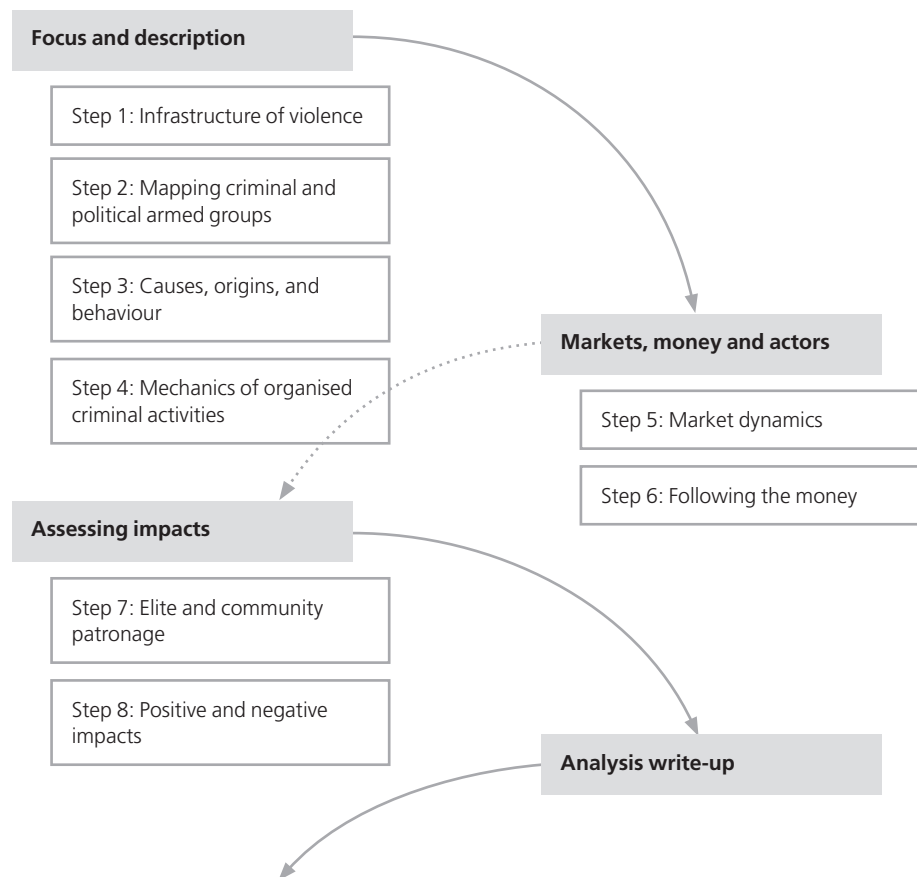 Focus and description
Step 1: Infrastructure of violence
Step 2: Mapping criminal and
political armed groups
Step 3: Causes, origins, and
behaviour
Step 4: Mechanics of organised
criminal activities
Markets, money and actors
Step 5: Market dynamics
Step 6: Following the money
Assessing impacts
Step 7: Elite and community
patronage
Step 8: Positive and negative
impacts
Analysis write-up